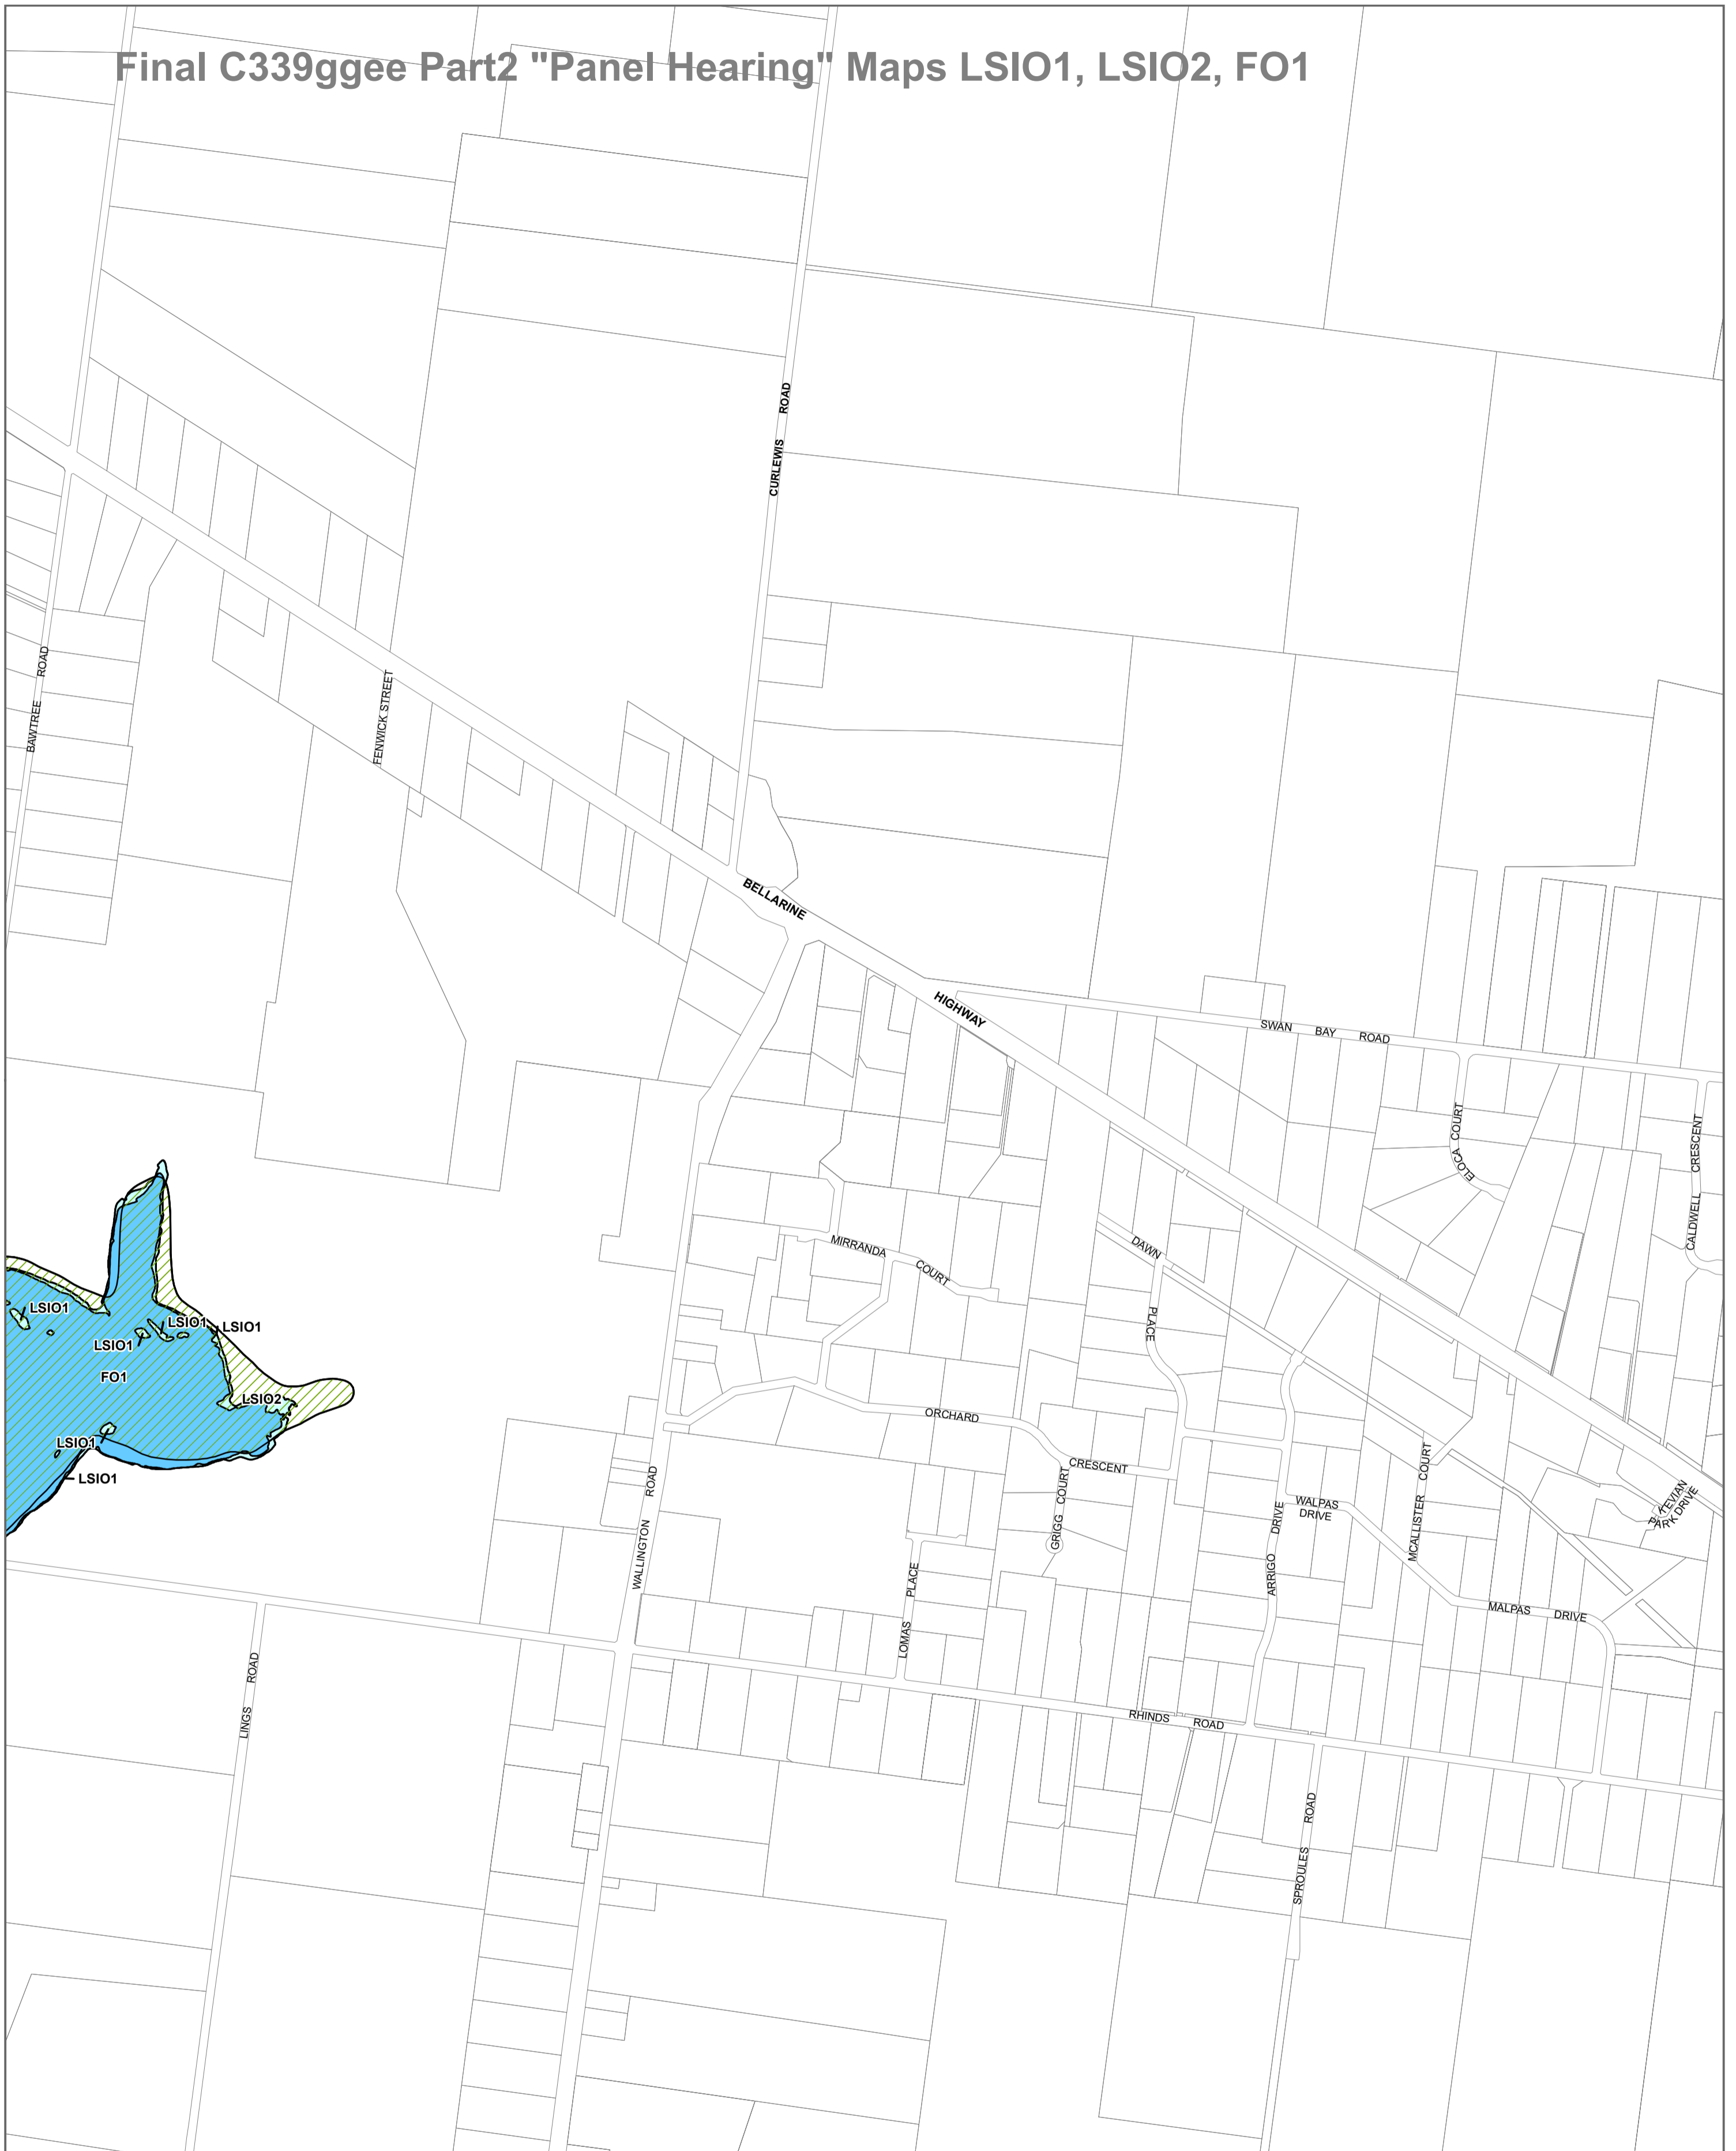 Final C339ggee Part2 "Panel Hearing" Maps LSIO1, LSIO2, FO1
CURLEWIS ROAD
BAWTREE ROAD
FENWICK STREET
BELLARINE
HIGHWAY
SWAN BAY ROAD
ELOCA COURT
CALDWELL CRESCENT
MIRRANDA
COURT
DAWN
PLACE
LSIO1
LSIO1
LSIO1
LSIO1
FO1
LSIO2
LSIO1
LSIO1
ORCHARD
CRESCENT
GRIGG COURT
WALLINGTON ROAD
WALPAS
DRIVE
ARRIGO DRIVE
MCALLISTER COURT
TEVIAN
PARK DRIVE
LOMAS PLACE
MALPAS DRIVE
LINGS ROAD
RHINDS ROAD
SPROULES ROAD